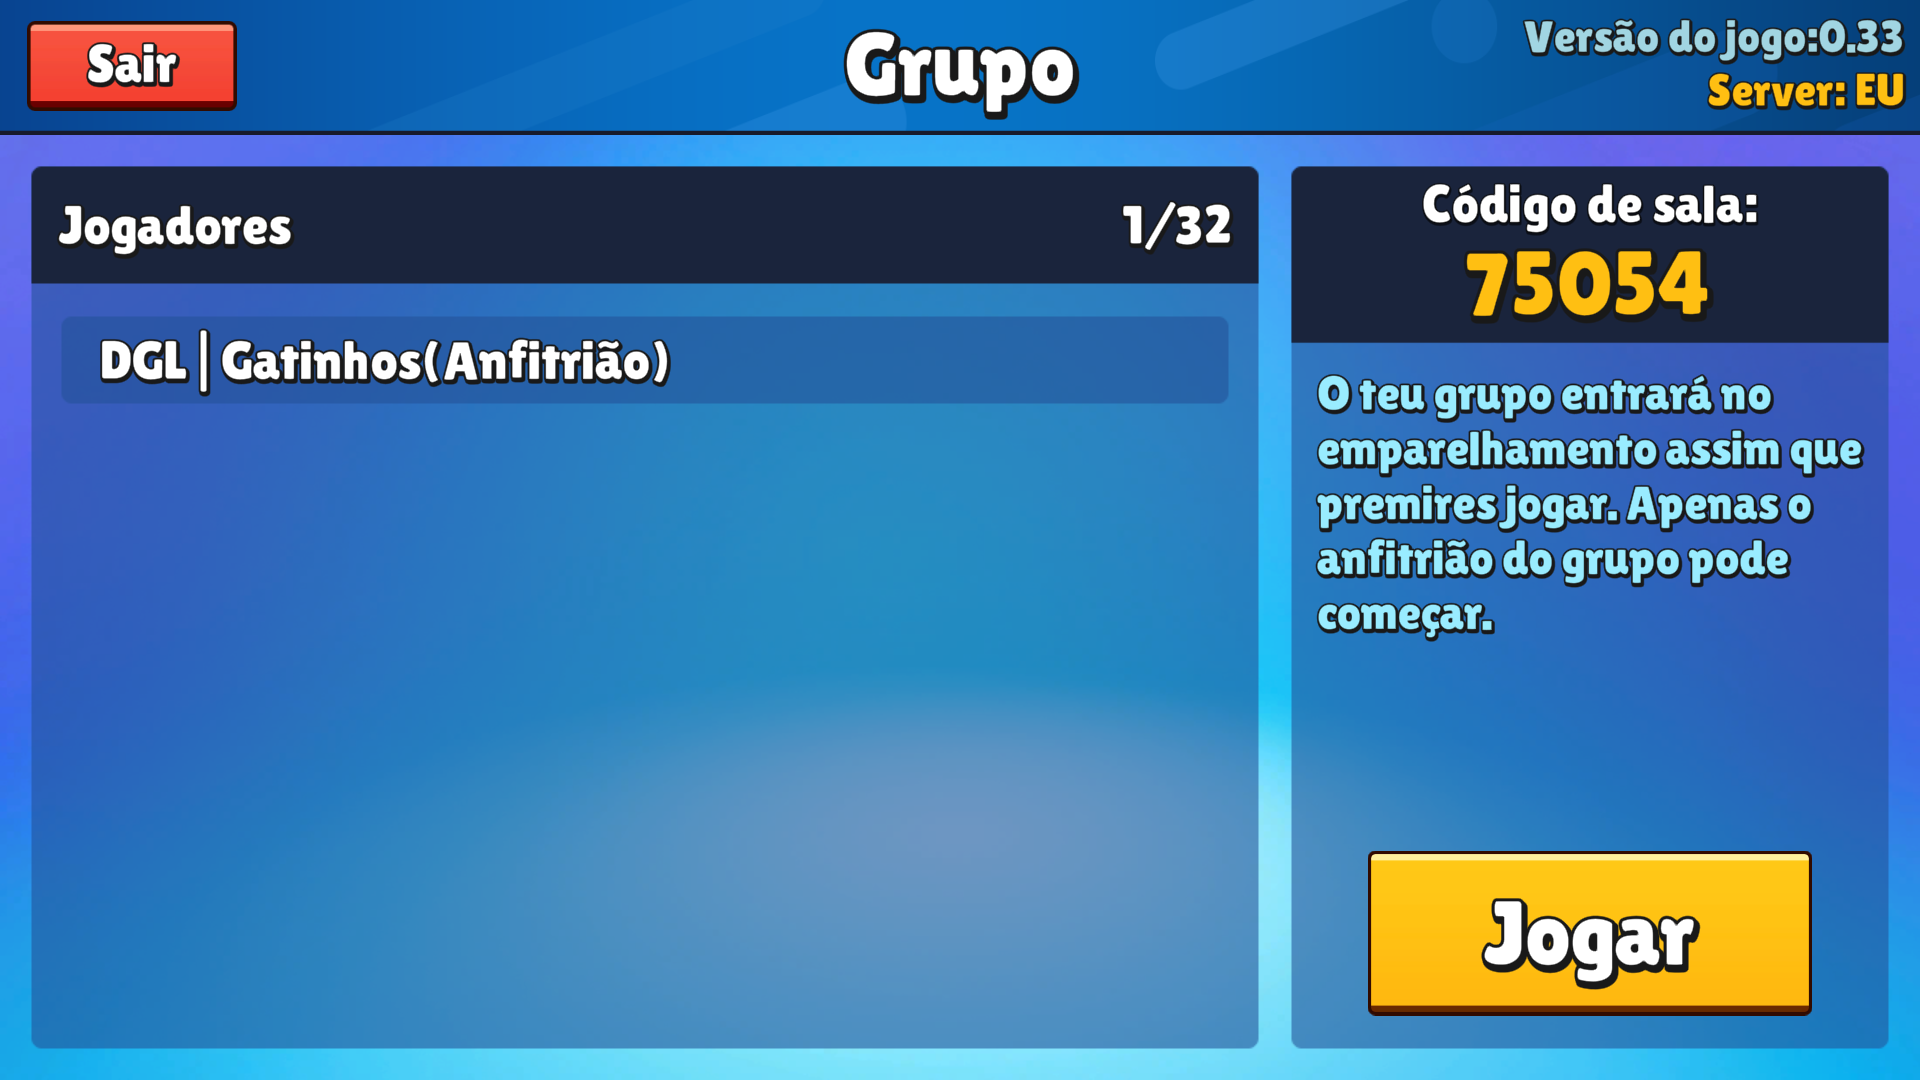 Sair
Grupo
Versão do jogo:0.33
Server: EU
Jogadores
1/32
DGL | Gatinhos(Anfitrião)
Código de sala:
75054
O teu grupo entrará no
emparelhamento assim que
premires jogar. Apenas o
anfitrião do grupo pode
começar.
Jogar